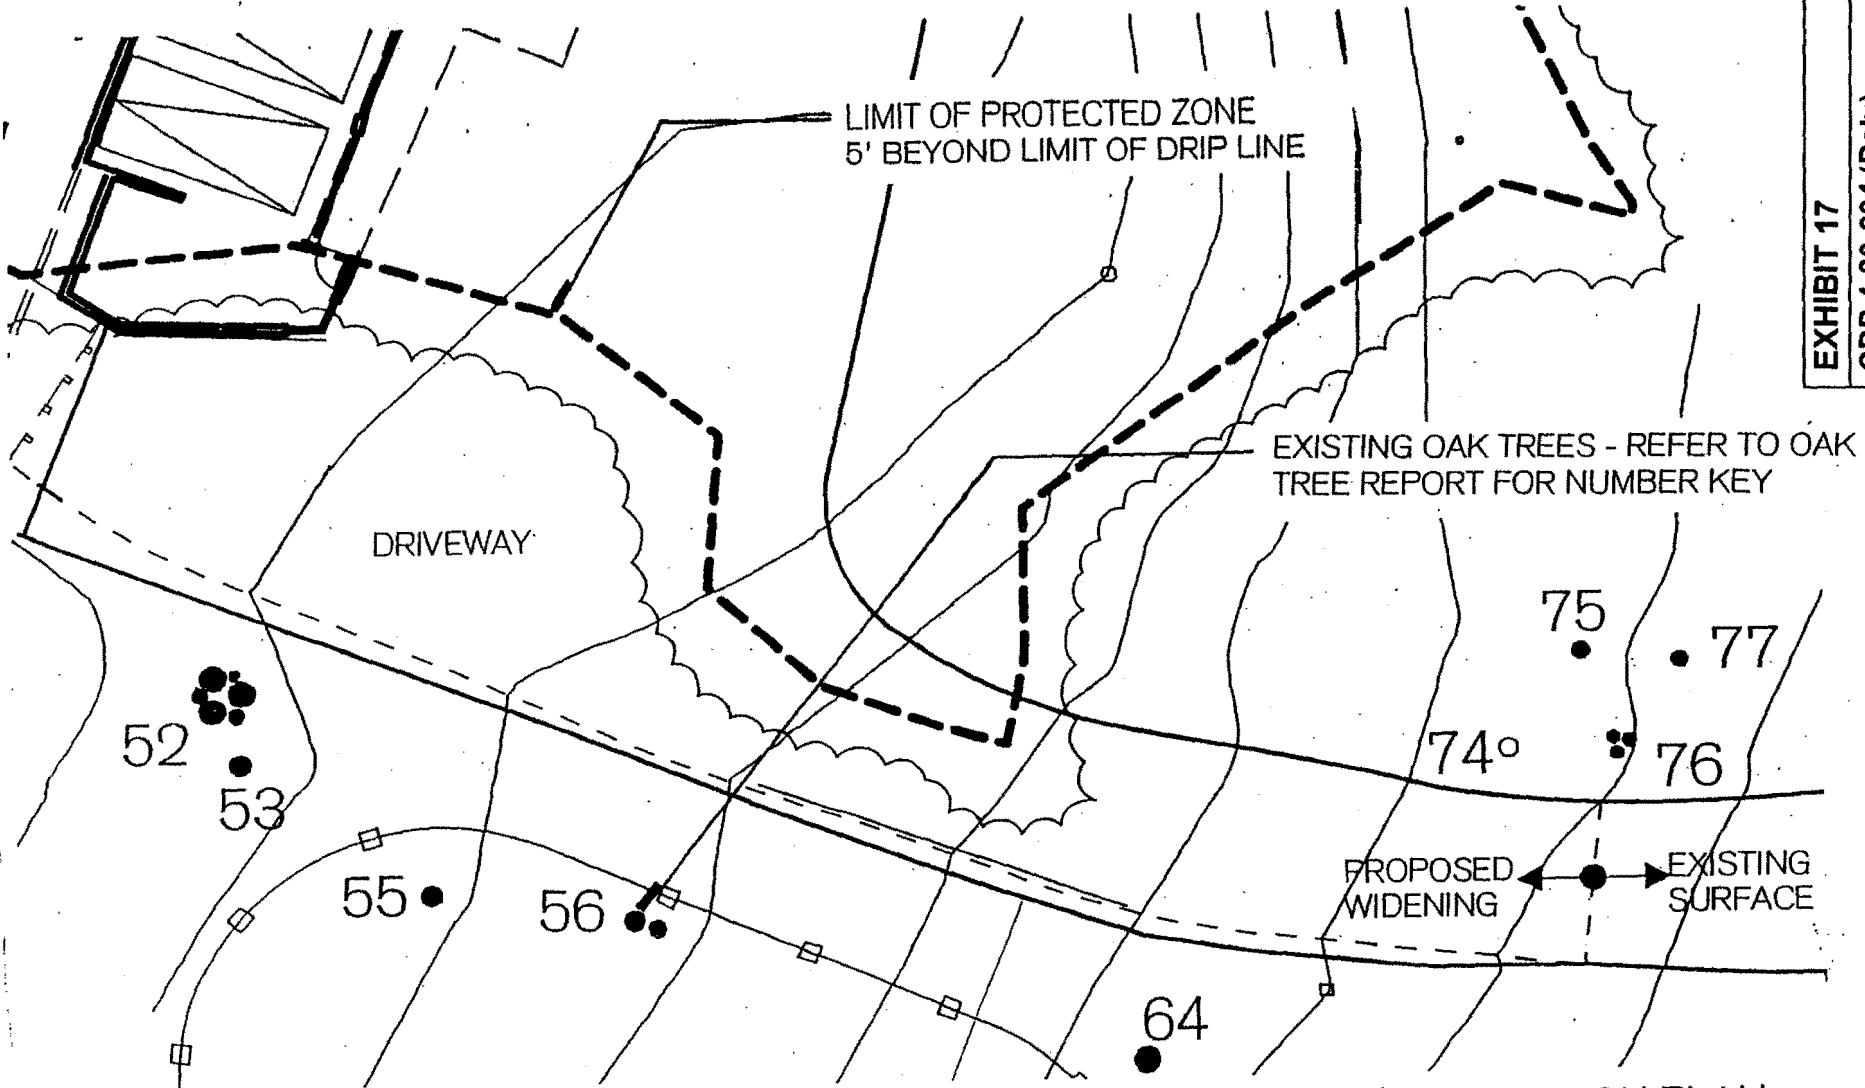 LIMIT OF PROTECTED ZONE
5' BEYOND LIMIT OF DRIP LINE
EXHIBIT 17
EXISTING OAK TREES - REFER TO OAK
TREE REPORT FOR NUMBER KEY
DRIVEWAY
75
77
52
74
76
53
PROPOSED
WIDENING
EXISTING
SURFACE
55
56
64